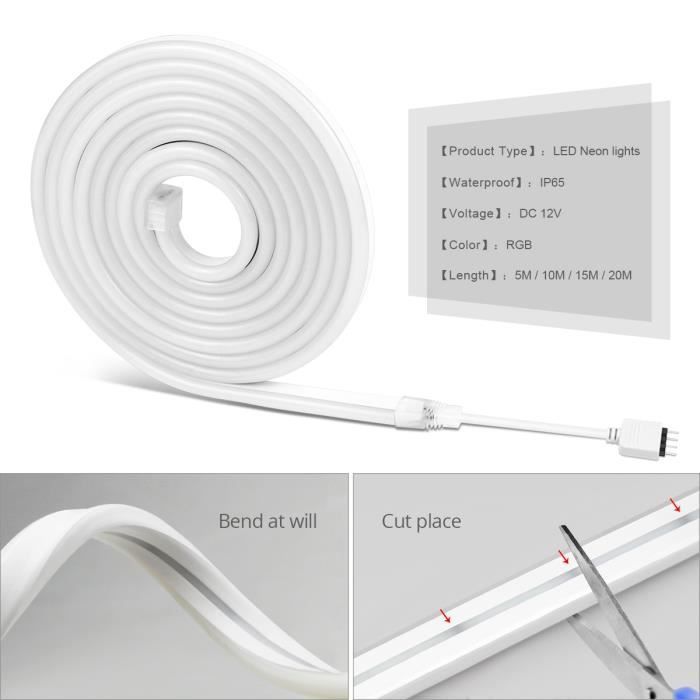 【Product Type】：LED Neon lights
【Waterproof】：IP65
【Voltage】：DC 12V
【Color】：RGB
【Length】：5M / 10M / 15M / 20M
Bend at will
Cut place